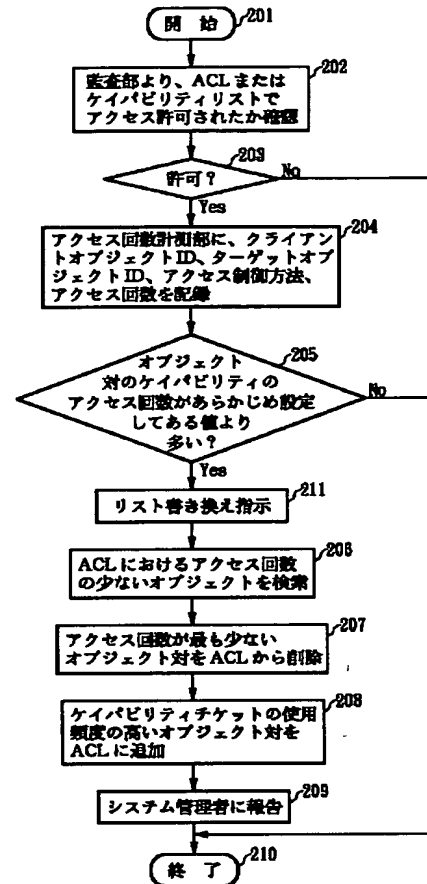 開 始
201
202
監査部より、ACLまたは
ケイパビリティリストで
アクセス許可されたか確認
203
許可?
No
Yes
204
アクセス回数計測部に、クライアン
トオブジェクトID、ターゲットオブ
ジェクトID、アクセス制御方法、
アクセス回数を記録
205
オブジェクト
対のケイパビリティの
アクセス回数があらかじめ設定
してある値より
多い?
No
Yes
211
リスト書き換え指示
206
ACLにおけるアクセス回数
の少ないオブジェクトを検索
207
アクセス回数が最も少ない
オブジェクト対をACLから削除
208
ケイパビリティチケットの使用
頻度の高いオブジェクト対を
ACLに追加
209
システム管理者に報告
終 了
210